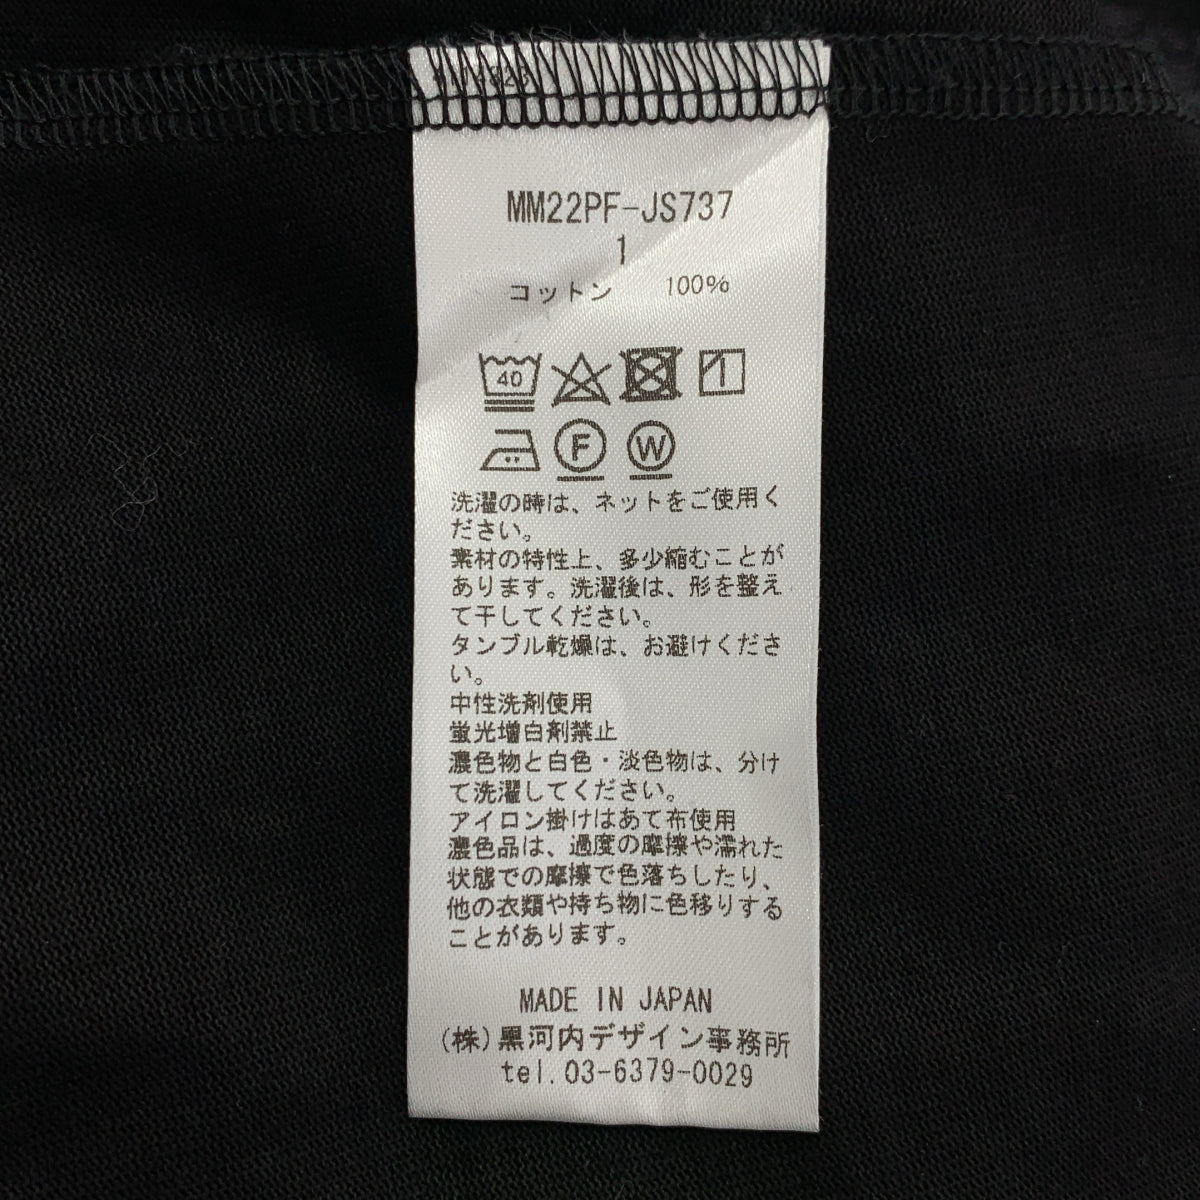 MM22PF-JS737
1
コットン 100%
40
F W
洗濯の時は、ネットをご使用く
ださい。
素材の特性上、多少縮むことが
あります。洗濯後は、形を整え
て干してください。
タンブル乾燥は、お避けくださ
い。
中性洗剤使用
蛍光増白剤禁止
濃色物と白色・淡色物は、分け
て洗濯してください。
アイロン掛けはあて布使用
濃色品は、過度の摩擦や濡れた
状態での摩擦で色落ちしたり、
他の衣類や持ち物に色移りする
ことがあります。
MADE IN JAPAN
(株)黒河内デザイン事務所
tel.03-6379-0029